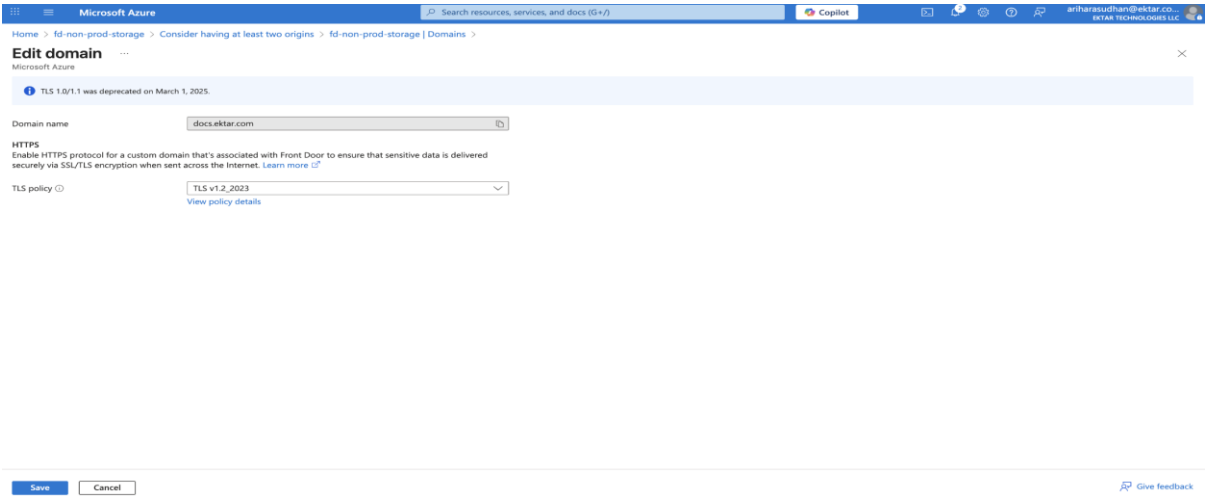 Microsoft Azure
Search resources, services, and docs (G+/)
Copilot
2
ariharasudhan@ektar.co...
EKTAR TECHNOLOGIES LLC
Home > fd-non-prod-storage > Consider having at least two origins > fd-non-prod-storage | Domains >
Edit domain ...
Microsoft Azure
TLS 1.0/1.1 was deprecated on March 1, 2025.
Domain name
docs.ektar.com
HTTPS
Enable HTTPS protocol for a custom domain that's associated with Front Door to ensure that sensitive data is delivered
securely via SSL/TLS encryption when sent across the Internet. Learn more
TLS policy
TLS v1.2_2023
View policy details
Save
Cancel
Give feedback